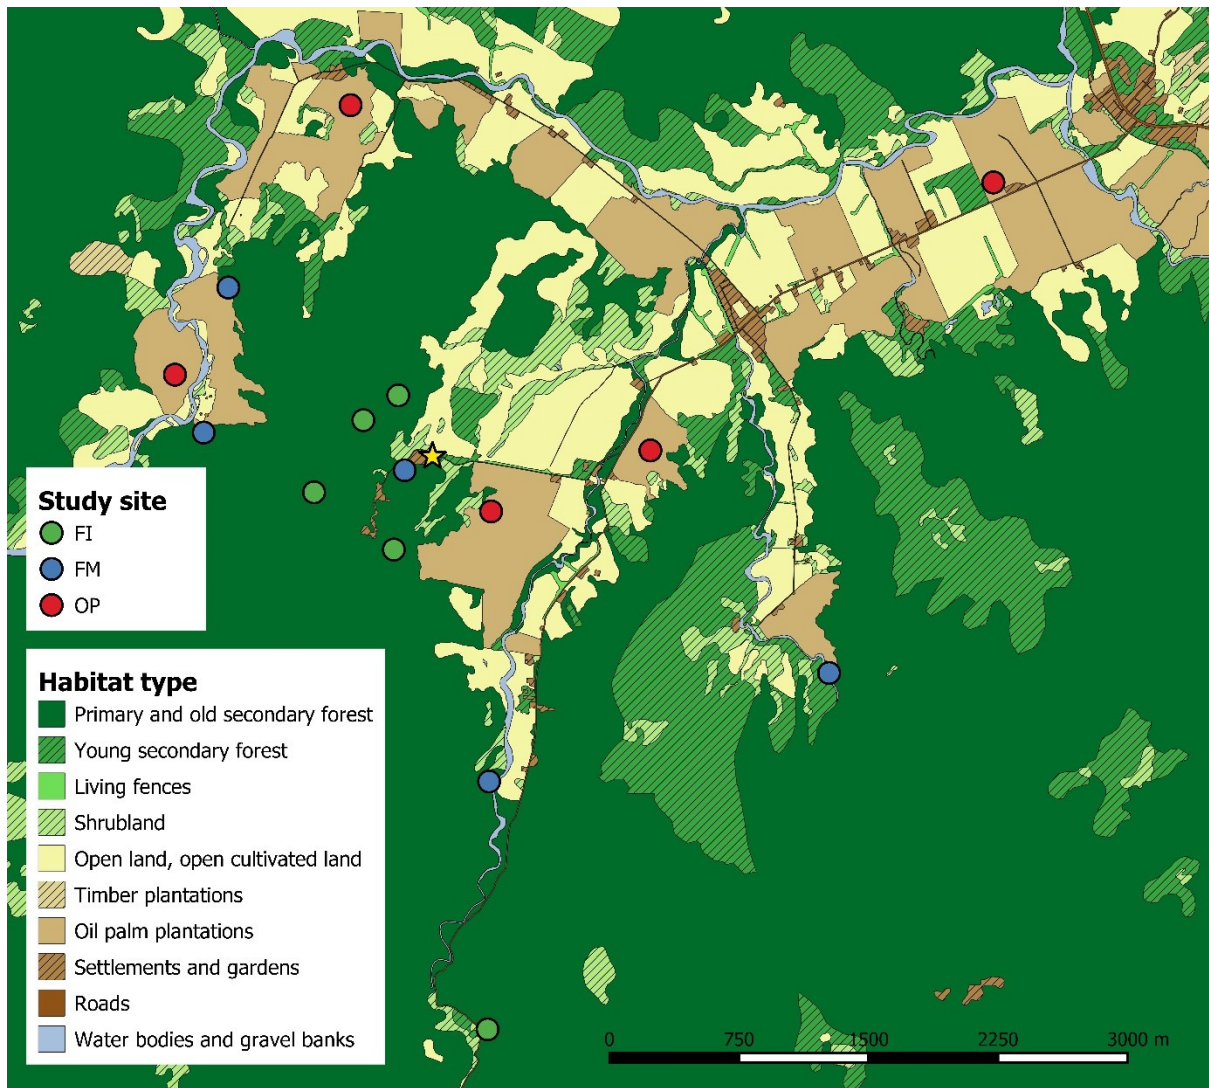 Study site
FI
FM
OP
Habitat type
Primary and old secondary forest
Young secondary forest
Living fences
Shrubland
Open land, open cultivated land
Timber plantations
Oil palm plantations
Settlements and gardens
Roads
Water bodies and gravel banks
0 750 1500 2250 3000 m